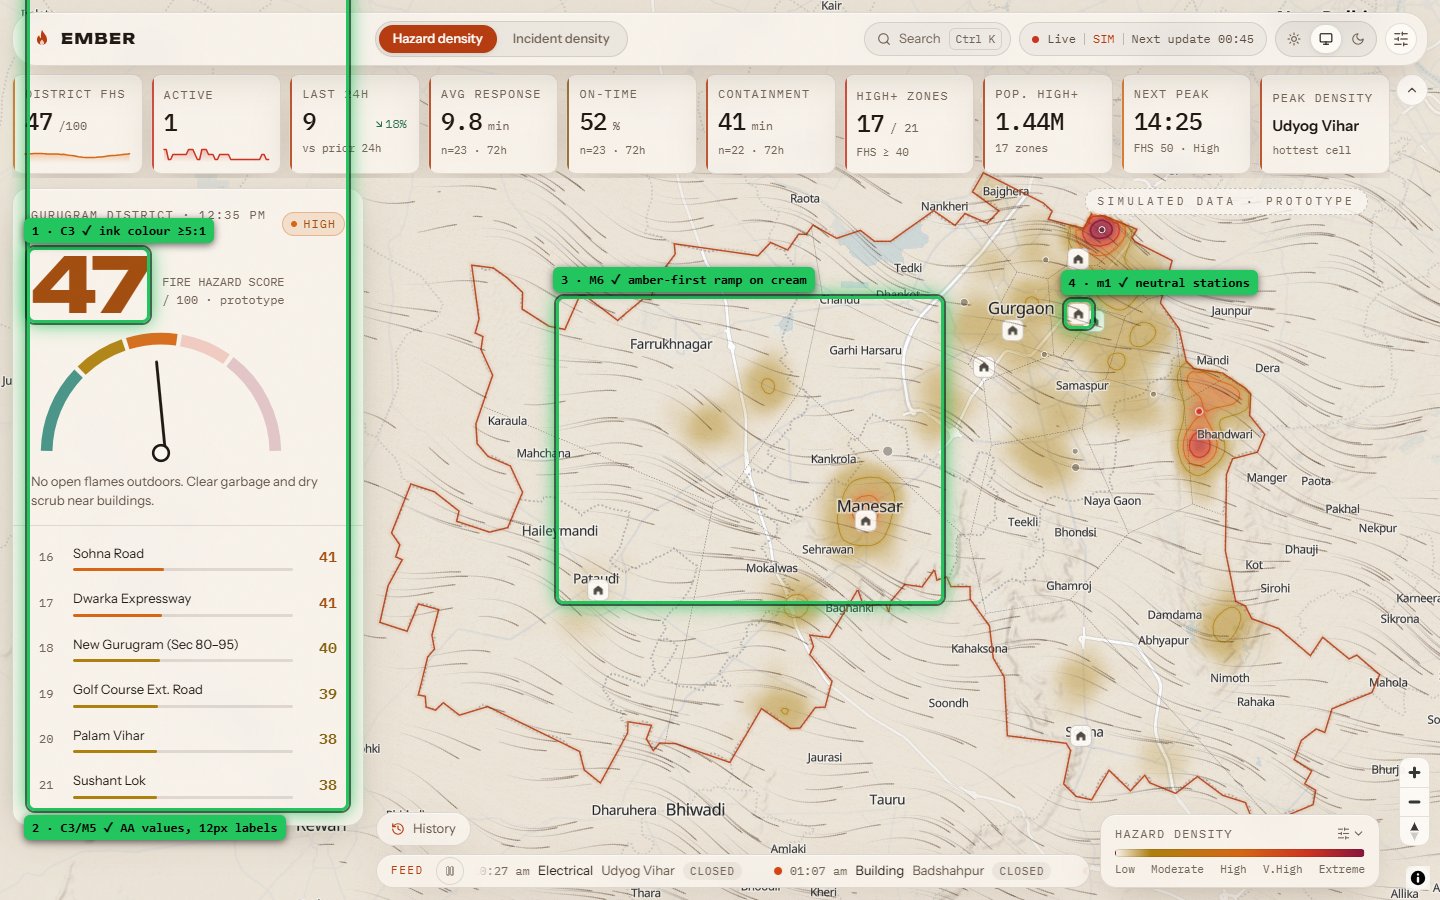 Kair
EMBER
Hazard density
Incident density
Search Ctrl K
Live | SIM | Next update 00:45
DISTRICT FHS
47 /100
ACTIVE
1
LAST 24H
9 ↘18%
vs prior 24h
AVG RESPONSE
9.8 min
n=23 · 72h
ON-TIME
52 %
n=23 · 72h
CONTAINMENT
41 min
n=22 · 72h
HIGH+ ZONES
17 / 21
FHS ≥ 40
POP. HIGH+
1.44M
17 zones
NEXT PEAK
14:25
FHS 50 · High
PEAK DENSITY
Udyog Vihar
hottest cell
GURUGRAM DISTRICT · 12:35 PM
HIGH
1 · C3 ✓ ink colour ≥5:1
47
FIRE HAZARD SCORE
/ 100 · prototype
No open flames outdoors. Clear garbage and dry
scrub near buildings.
16 Sohna Road 41
17 Dwarka Expressway 41
18 New Gurugram (Sec 80–95) 40
19 Golf Course Ext. Road 39
20 Palam Vihar 38
21 Sushant Lok 38
2 · C3/M5 ✓ AA values, 12px labels
SIMULATED DATA · PROTOTYPE
Bajghera
Raota
Nankheri
Tedki
3 · M6 ✓ amber-first ramp on cream
4 · m1 ✓ neutral stations
Chandu
Dhankot
Gurgaon
Jaunpur
Farrukhnagar
Garhi Harsaru
Mandi
Dera
Samaspur
Karaula
Bhandwari
Mahchana
Kankrola
Manger
Paota
Manesar
Naya Gaon
Pakhal
Haileymandi
Teekli
Bhondsi
Nekpur
Sehrawan
Dhauji
Mokalwas
Kot
Pataudi
Ghamroj
Sirohi
Baghanki
Damdama
Karneera
Sikrona
Abhyapur
Kahaksona
Nimoth
Mahola
Soondh
Rahaka
Jaurasi
Bhurj
Tauru
Dharuhera
Bhiwadi
History
Amlaki
FEED
0:27 am Electrical Udyog Vihar CLOSED
01:07 am Building Badshahpur CLOSED
Thara
Kheri
HAZARD DENSITY
Low Moderate High V.High Extreme
Allika